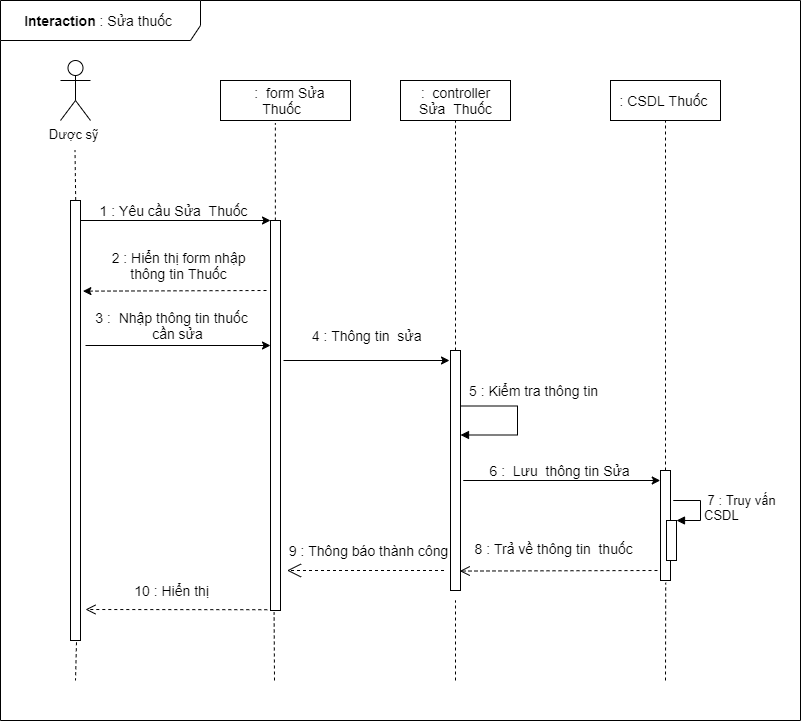 Interaction : Sửa thuốc
Dược sỹ
: form Sửa
Thuốc
: controller
Sửa Thuốc
: CSDL Thuốc
1 : Yêu cầu Sửa Thuốc
2 : Hiển thị form nhập
thông tin Thuốc
3 : Nhập thông tin thuốc
cần sửa
4 : Thông tin sửa
5 : Kiểm tra thông tin
6 : Lưu thông tin Sửa
7 : Truy vấn
CSDL
8 : Trả về thông tin thuốc
9 : Thông báo thành công
10 : Hiển thị